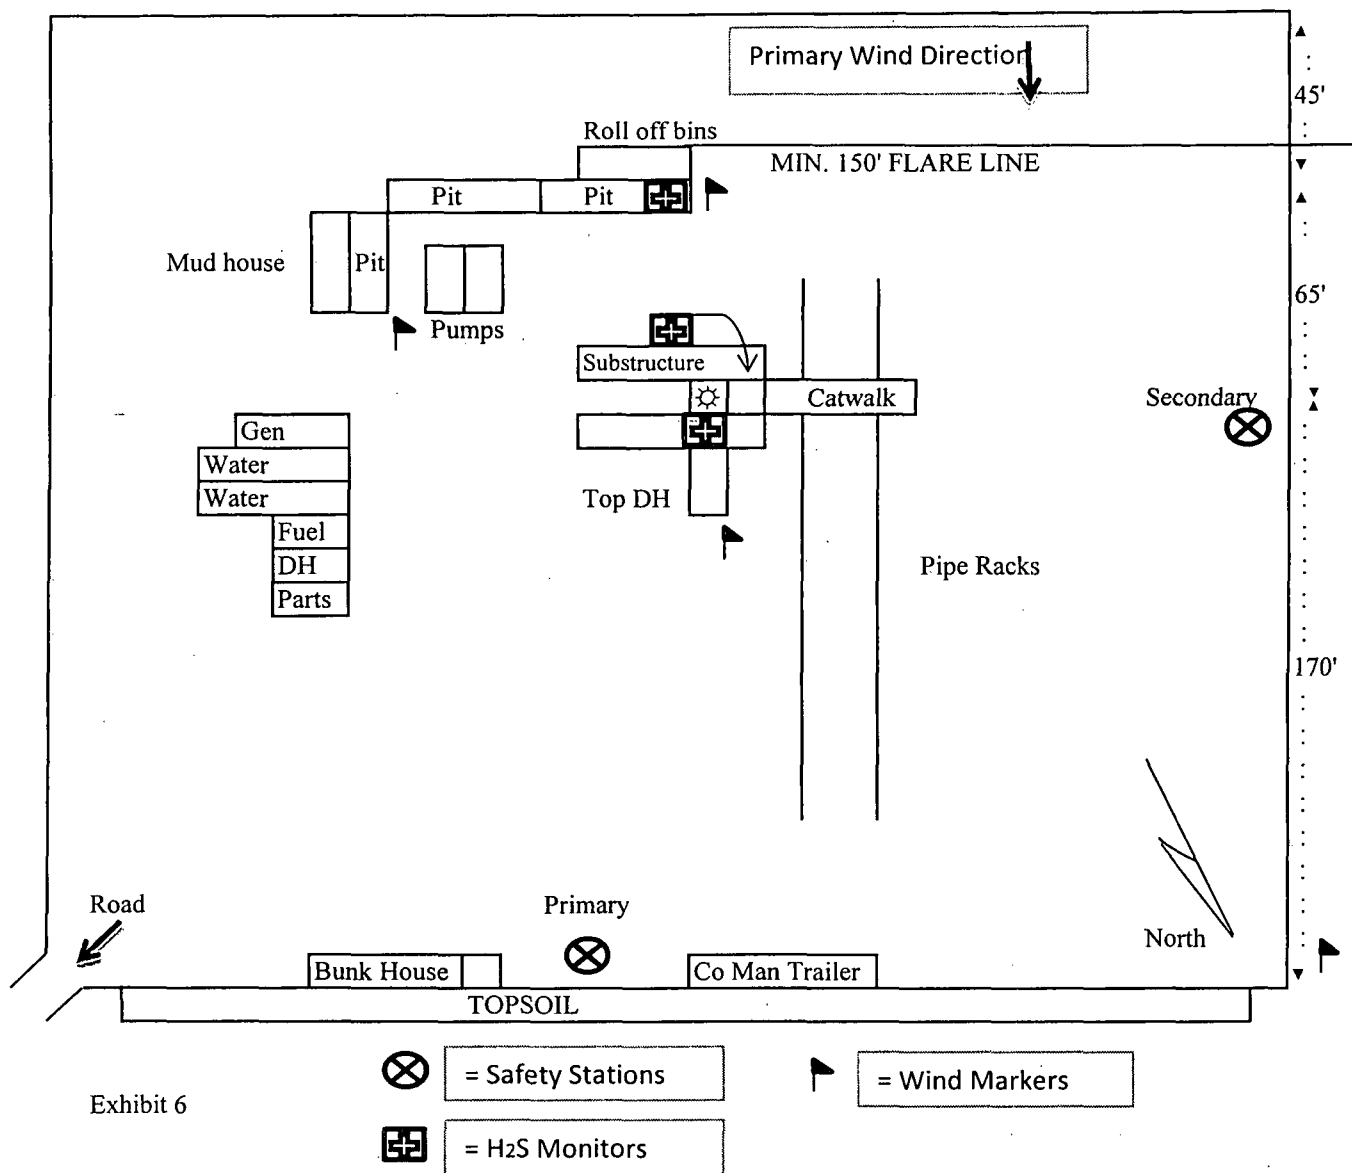 Primary Wind Direction
45'
Roll off bins
MIN. 150' FLARE LINE
Pit
Pit
Mud house
Pit
65'
Pumps
Substructure
Catwalk
Secondary
Gen
Water
Water
Top DH
Fuel
DH
Pipe Racks
Parts
170'
Road
Primary
North
Bunk House
Co Man Trailer
TOPSOIL
= Safety Stations
= Wind Markers
Exhibit 6
= H2S Monitors